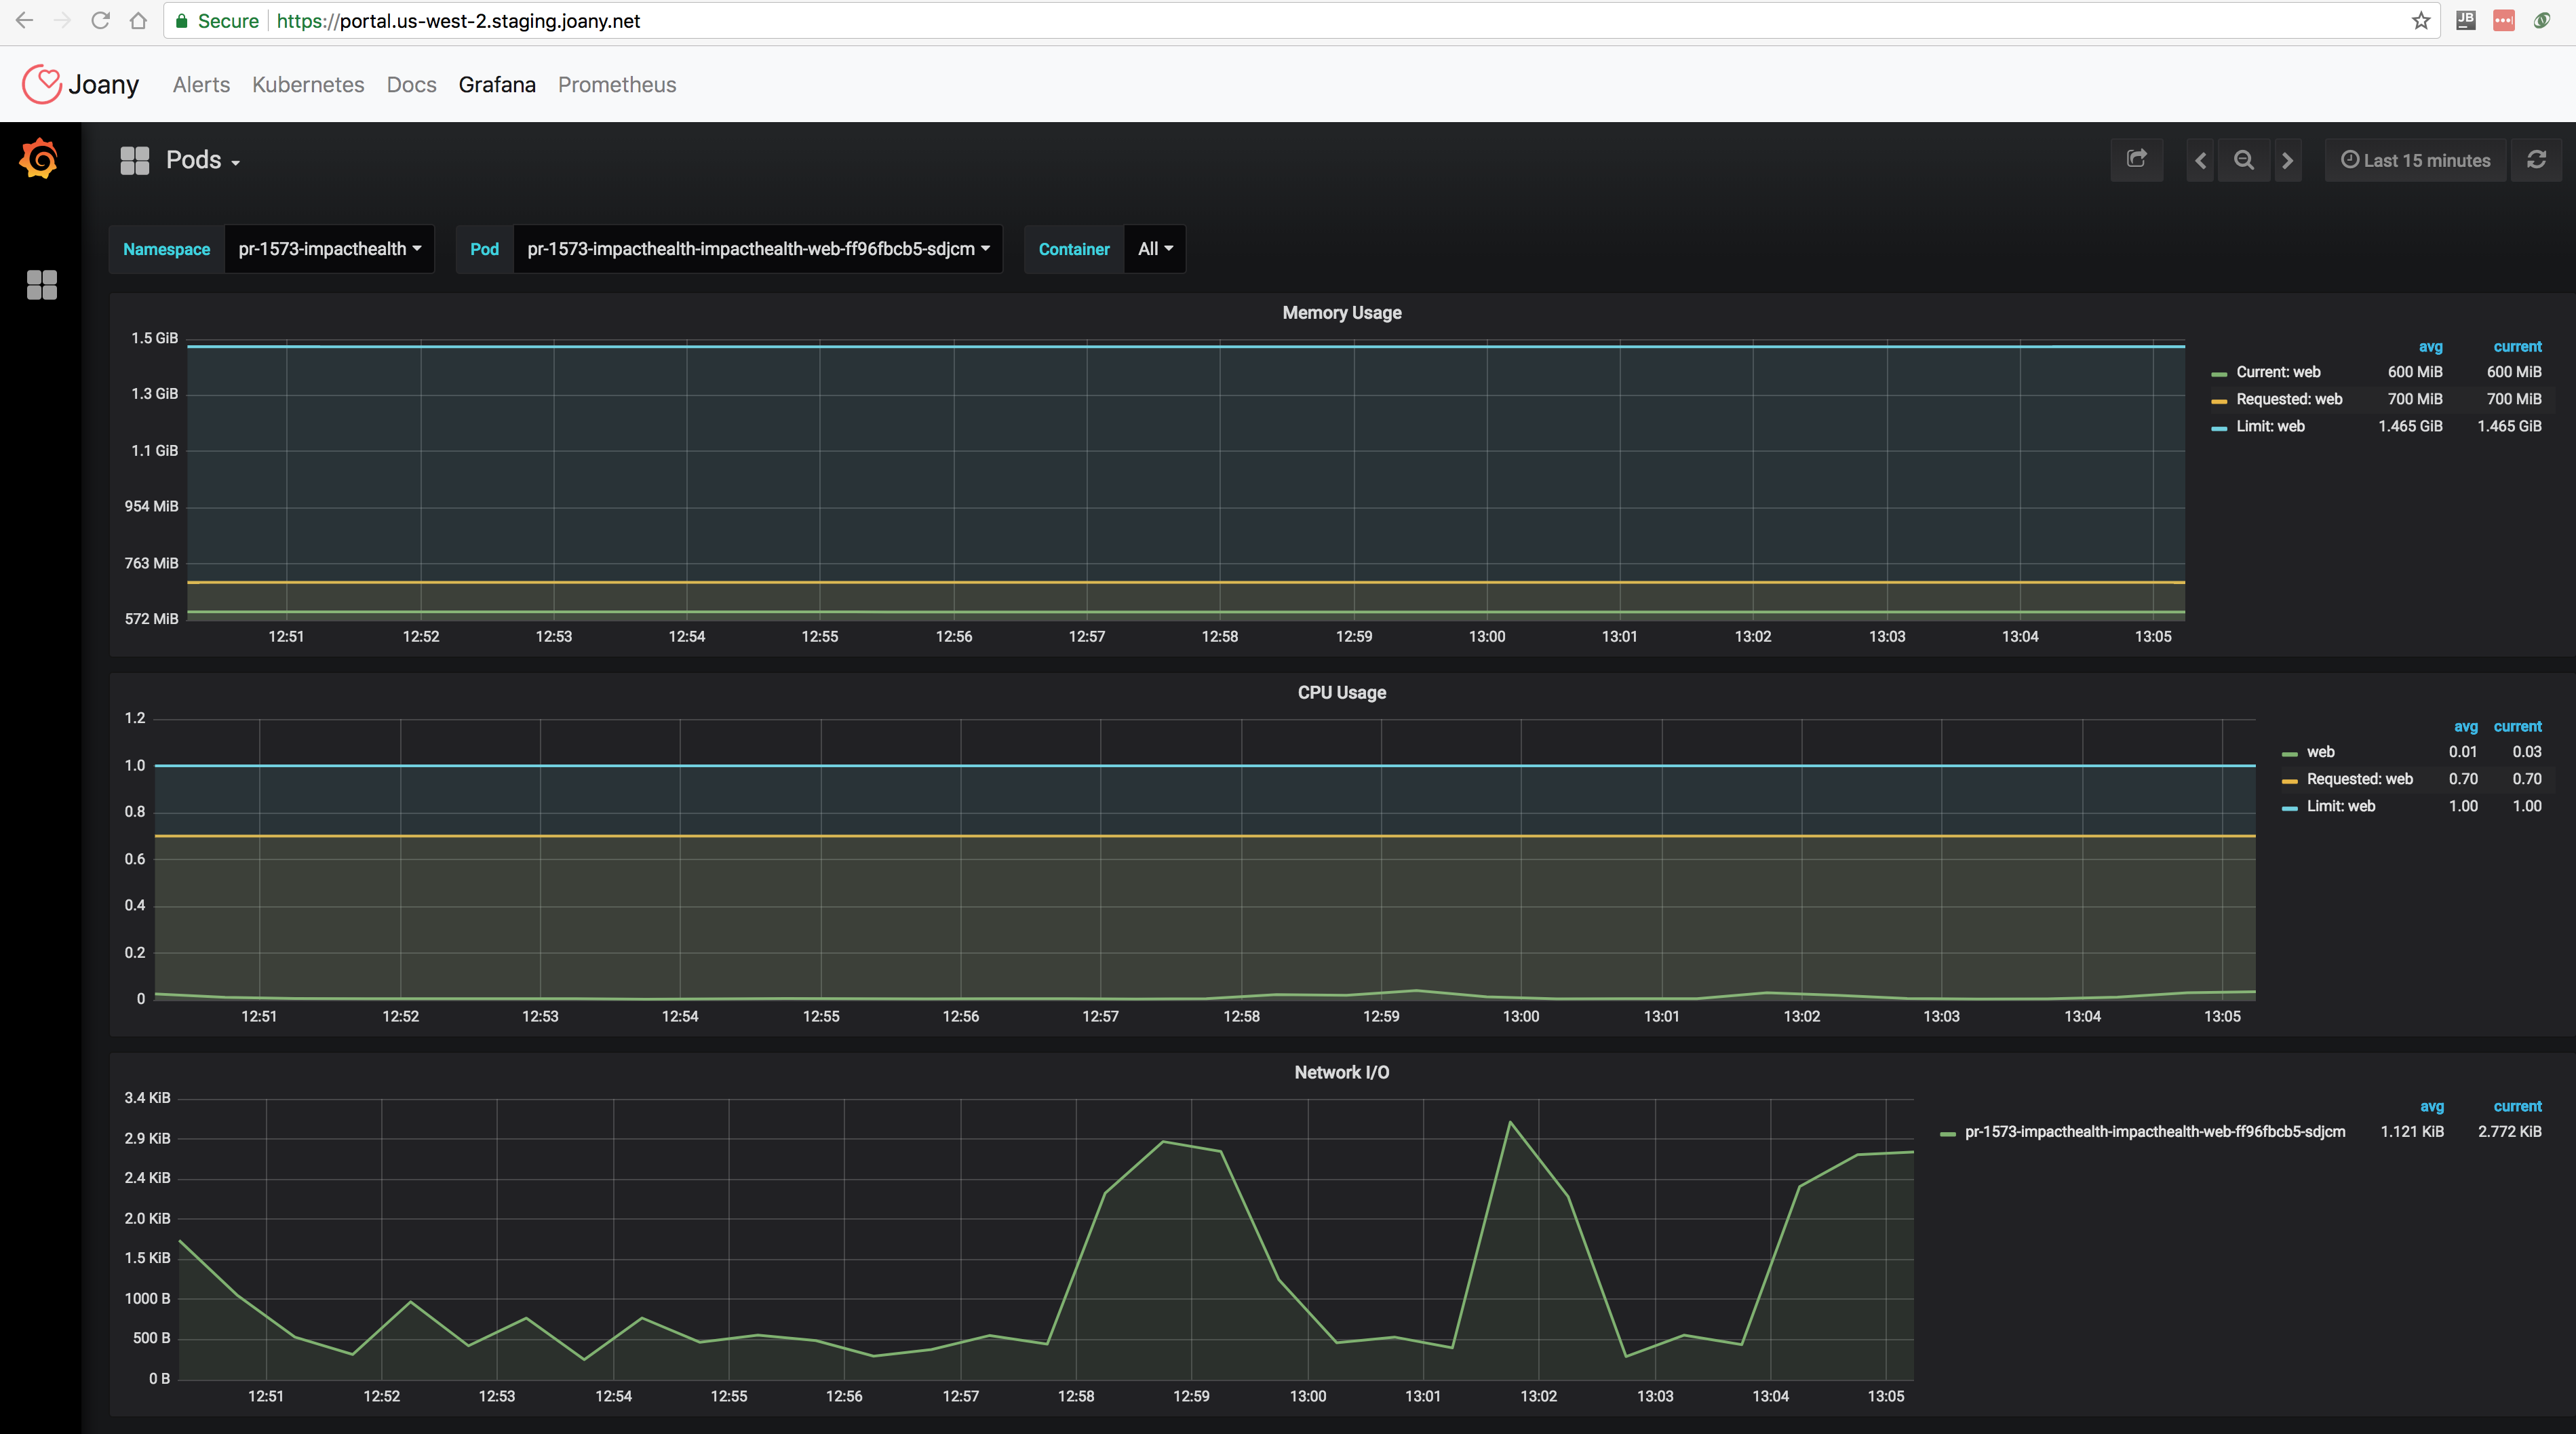 Secure https://portal.us-west-2.staging.joany.net
JB
Joany Alerts Kubernetes Docs Grafana Prometheus
Pods Last 15 minutes
Namespace pr-1573-impacthealth Pod pr-1573-impacthealth-impacthealth-web-ff96fbcb5-sdjcm Container All
Memory Usage
1.5 GiB
1.3 GiB
1.1 GiB
954 MiB
763 MiB
572 MiB
12:51 12:52 12:53 12:54 12:55 12:56 12:57 12:58 12:59 13:00 13:01 13:02 13:03 13:04 13:05
avg current
Current: web 600 MiB 600 MiB
Requested: web 700 MiB 700 MiB
Limit: web 1.465 GiB 1.465 GiB
CPU Usage
1.2
1.0
0.8
0.6
0.4
0.2
0
12:51 12:52 12:53 12:54 12:55 12:56 12:57 12:58 12:59 13:00 13:01 13:02 13:03 13:04 13:05
avg current
web 0.01 0.03
Requested: web 0.70 0.70
Limit: web 1.00 1.00
Network I/O
3.4 KiB
2.9 KiB
2.4 KiB
2.0 KiB
1.5 KiB
1000 B
500 B
0 B
12:51 12:52 12:53 12:54 12:55 12:56 12:57 12:58 12:59 13:00 13:01 13:02 13:03 13:04 13:05
avg current
pr-1573-impacthealth-impacthealth-web-ff96fbcb5-sdjcm 1.121 KiB 2.772 KiB